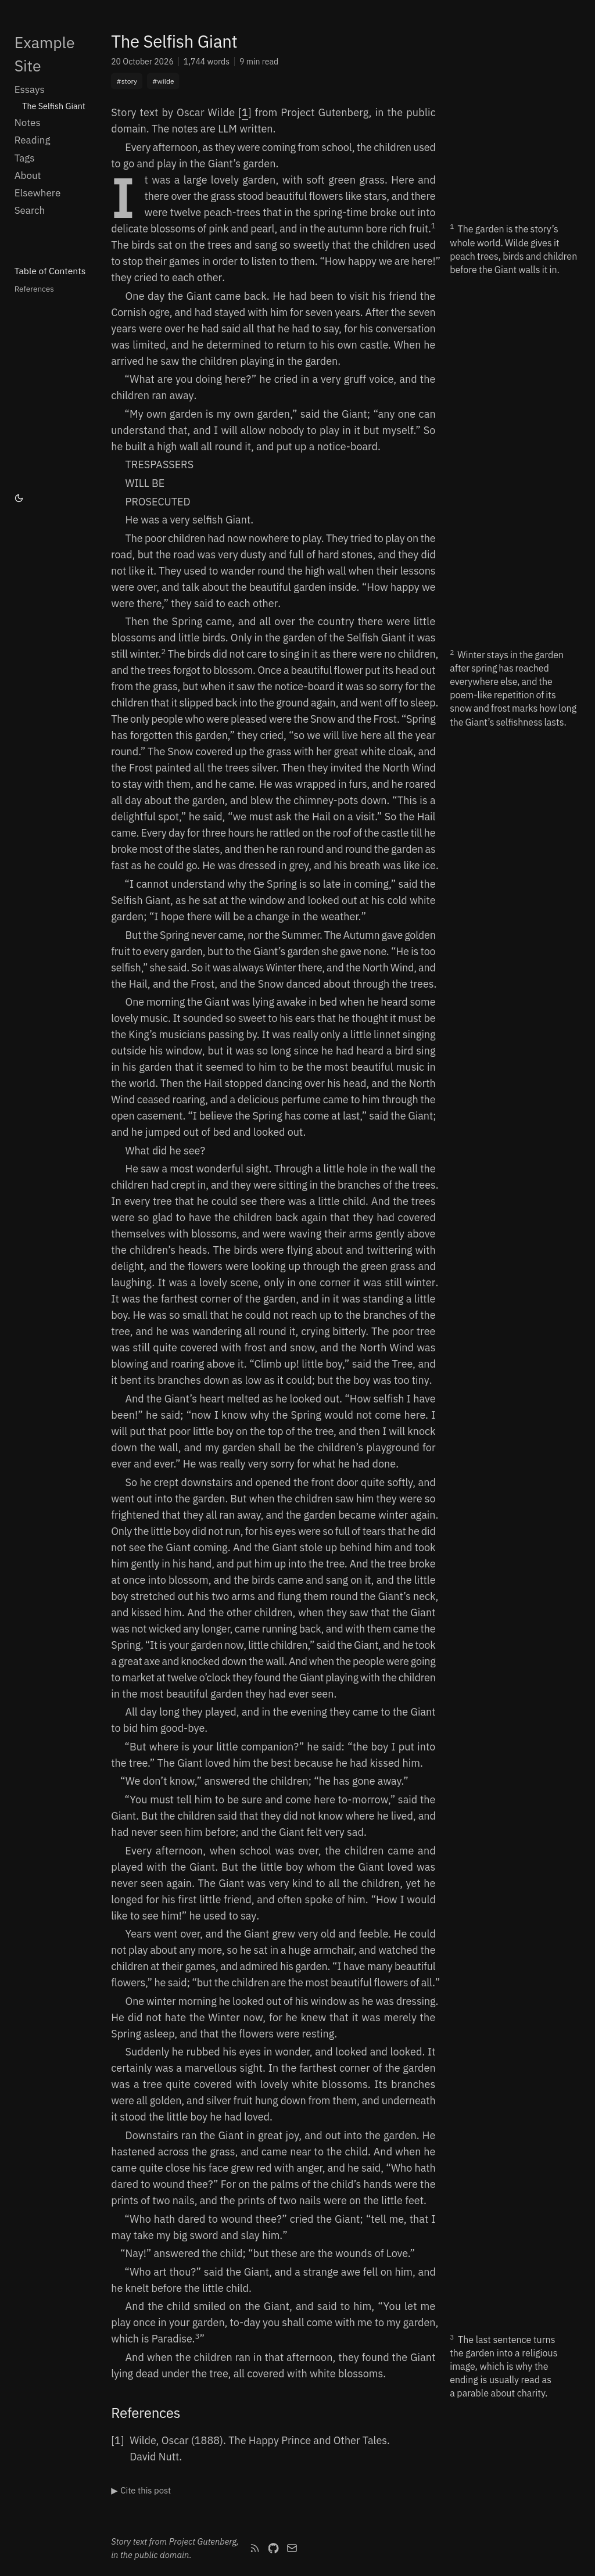 Example
Site
Essays
The Selfish Giant
Notes
Reading
Tags
About
Elsewhere
Search
Table of Contents
References
The Selfish Giant
20 October 2026 | 1,744 words | 9 min read
#story #wilde
Story text by Oscar Wilde [1] from Project Gutenberg, in the public
domain. The notes are LLM written.
Every afternoon, as they were coming from school, the children used
to go and play in the Giant’s garden.
It was a large lovely garden, with soft green grass. Here and
there over the grass stood beautiful flowers like stars, and there
were twelve peach-trees that in the spring-time broke out into
delicate blossoms of pink and pearl, and in the autumn bore rich fruit.1
The birds sat on the trees and sang so sweetly that the children used
to stop their games in order to listen to them. “How happy we are here!”
they cried to each other.
One day the Giant came back. He had been to visit his friend the
Cornish ogre, and had stayed with him for seven years. After the seven
years were over he had said all that he had to say, for his conversation
was limited, and he determined to return to his own castle. When he
arrived he saw the children playing in the garden.
“What are you doing here?” he cried in a very gruff voice, and the
children ran away.
“My own garden is my own garden,” said the Giant; “any one can
understand that, and I will allow nobody to play in it but myself.” So
he built a high wall all round it, and put up a notice-board.
TRESPASSERS
WILL BE
PROSECUTED
He was a very selfish Giant.
The poor children had now nowhere to play. They tried to play on the
road, but the road was very dusty and full of hard stones, and they did
not like it. They used to wander round the high wall when their lessons
were over, and talk about the beautiful garden inside. “How happy we
were there,” they said to each other.
Then the Spring came, and all over the country there were little
blossoms and little birds. Only in the garden of the Selfish Giant it was
still winter.2 The birds did not care to sing in it as there were no children,
and the trees forgot to blossom. Once a beautiful flower put its head out
from the grass, but when it saw the notice-board it was so sorry for the
children that it slipped back into the ground again, and went off to sleep.
The only people who were pleased were the Snow and the Frost. “Spring
has forgotten this garden,” they cried, “so we will live here all the year
round.” The Snow covered up the grass with her great white cloak, and
the Frost painted all the trees silver. Then they invited the North Wind
to stay with them, and he came. He was wrapped in furs, and he roared
all day about the garden, and blew the chimney-pots down. “This is a
delightful spot,” he said, “we must ask the Hail on a visit.” So the Hail
came. Every day for three hours he rattled on the roof of the castle till he
broke most of the slates, and then he ran round and round the garden as
fast as he could go. He was dressed in grey, and his breath was like ice.
“I cannot understand why the Spring is so late in coming,” said the
Selfish Giant, as he sat at the window and looked out at his cold white
garden; “I hope there will be a change in the weather.”
But the Spring never came, nor the Summer. The Autumn gave golden
fruit to every garden, but to the Giant’s garden she gave none. “He is too
selfish,” she said. So it was always Winter there, and the North Wind, and
the Hail, and the Frost, and the Snow danced about through the trees.
One morning the Giant was lying awake in bed when he heard some
lovely music. It sounded so sweet to his ears that he thought it must be
the King’s musicians passing by. It was really only a little linnet singing
outside his window, but it was so long since he had heard a bird sing
in his garden that it seemed to him to be the most beautiful music in
the world. Then the Hail stopped dancing over his head, and the North
Wind ceased roaring, and a delicious perfume came to him through the
open casement. “I believe the Spring has come at last,” said the Giant;
and he jumped out of bed and looked out.
What did he see?
He saw a most wonderful sight. Through a little hole in the wall the
children had crept in, and they were sitting in the branches of the trees.
In every tree that he could see there was a little child. And the trees
were so glad to have the children back again that they had covered
themselves with blossoms, and were waving their arms gently above
the children’s heads. The birds were flying about and twittering with
delight, and the flowers were looking up through the green grass and
laughing. It was a lovely scene, only in one corner it was still winter.
It was the farthest corner of the garden, and in it was standing a little
boy. He was so small that he could not reach up to the branches of the
tree, and he was wandering all round it, crying bitterly. The poor tree
was still quite covered with frost and snow, and the North Wind was
blowing and roaring above it. “Climb up! little boy,” said the Tree, and
it bent its branches down as low as it could; but the boy was too tiny.
And the Giant’s heart melted as he looked out. “How selfish I have
been!” he said; “now I know why the Spring would not come here. I
will put that poor little boy on the top of the tree, and then I will knock
down the wall, and my garden shall be the children’s playground for
ever and ever.” He was really very sorry for what he had done.
So he crept downstairs and opened the front door quite softly, and
went out into the garden. But when the children saw him they were so
frightened that they all ran away, and the garden became winter again.
Only the little boy did not run, for his eyes were so full of tears that he did
not see the Giant coming. And the Giant stole up behind him and took
him gently in his hand, and put him up into the tree. And the tree broke
at once into blossom, and the birds came and sang on it, and the little
boy stretched out his two arms and flung them round the Giant’s neck,
and kissed him. And the other children, when they saw that the Giant
was not wicked any longer, came running back, and with them came the
Spring. “It is your garden now, little children,” said the Giant, and he took
a great axe and knocked down the wall. And when the people were going
to market at twelve o’clock they found the Giant playing with the children
in the most beautiful garden they had ever seen.
All day long they played, and in the evening they came to the Giant
to bid him good-bye.
“But where is your little companion?” he said: “the boy I put into
the tree.” The Giant loved him the best because he had kissed him.
“We don’t know,” answered the children; “he has gone away.”
“You must tell him to be sure and come here to-morrow,” said the
Giant. But the children said that they did not know where he lived, and
had never seen him before; and the Giant felt very sad.
Every afternoon, when school was over, the children came and
played with the Giant. But the little boy whom the Giant loved was
never seen again. The Giant was very kind to all the children, yet he
longed for his first little friend, and often spoke of him. “How I would
like to see him!” he used to say.
Years went over, and the Giant grew very old and feeble. He could
not play about any more, so he sat in a huge armchair, and watched the
children at their games, and admired his garden. “I have many beautiful
flowers,” he said; “but the children are the most beautiful flowers of all.”
One winter morning he looked out of his window as he was dressing.
He did not hate the Winter now, for he knew that it was merely the
Spring asleep, and that the flowers were resting.
Suddenly he rubbed his eyes in wonder, and looked and looked. It
certainly was a marvellous sight. In the farthest corner of the garden
was a tree quite covered with lovely white blossoms. Its branches
were all golden, and silver fruit hung down from them, and underneath
it stood the little boy he had loved.
Downstairs ran the Giant in great joy, and out into the garden. He
hastened across the grass, and came near to the child. And when he
came quite close his face grew red with anger, and he said, “Who hath
dared to wound thee?” For on the palms of the child’s hands were the
prints of two nails, and the prints of two nails were on the little feet.
“Who hath dared to wound thee?” cried the Giant; “tell me, that I
may take my big sword and slay him.”
“Nay!” answered the child; “but these are the wounds of Love.”
“Who art thou?” said the Giant, and a strange awe fell on him, and
he knelt before the little child.
And the child smiled on the Giant, and said to him, “You let me
play once in your garden, to-day you shall come with me to my garden,
which is Paradise.3”
And when the children ran in that afternoon, they found the Giant
lying dead under the tree, all covered with white blossoms.
1 The garden is the story’s
whole world. Wilde gives it
peach trees, birds and children
before the Giant walls it in.
2 Winter stays in the garden
after spring has reached
everywhere else, and the
poem-like repetition of its
snow and frost marks how long
the Giant’s selfishness lasts.
3 The last sentence turns
the garden into a religious
image, which is why the
ending is usually read as
a parable about charity.
References
[1] Wilde, Oscar (1888). The Happy Prince and Other Tales.
David Nutt.
▶ Cite this post
Story text from Project Gutenberg,
in the public domain.